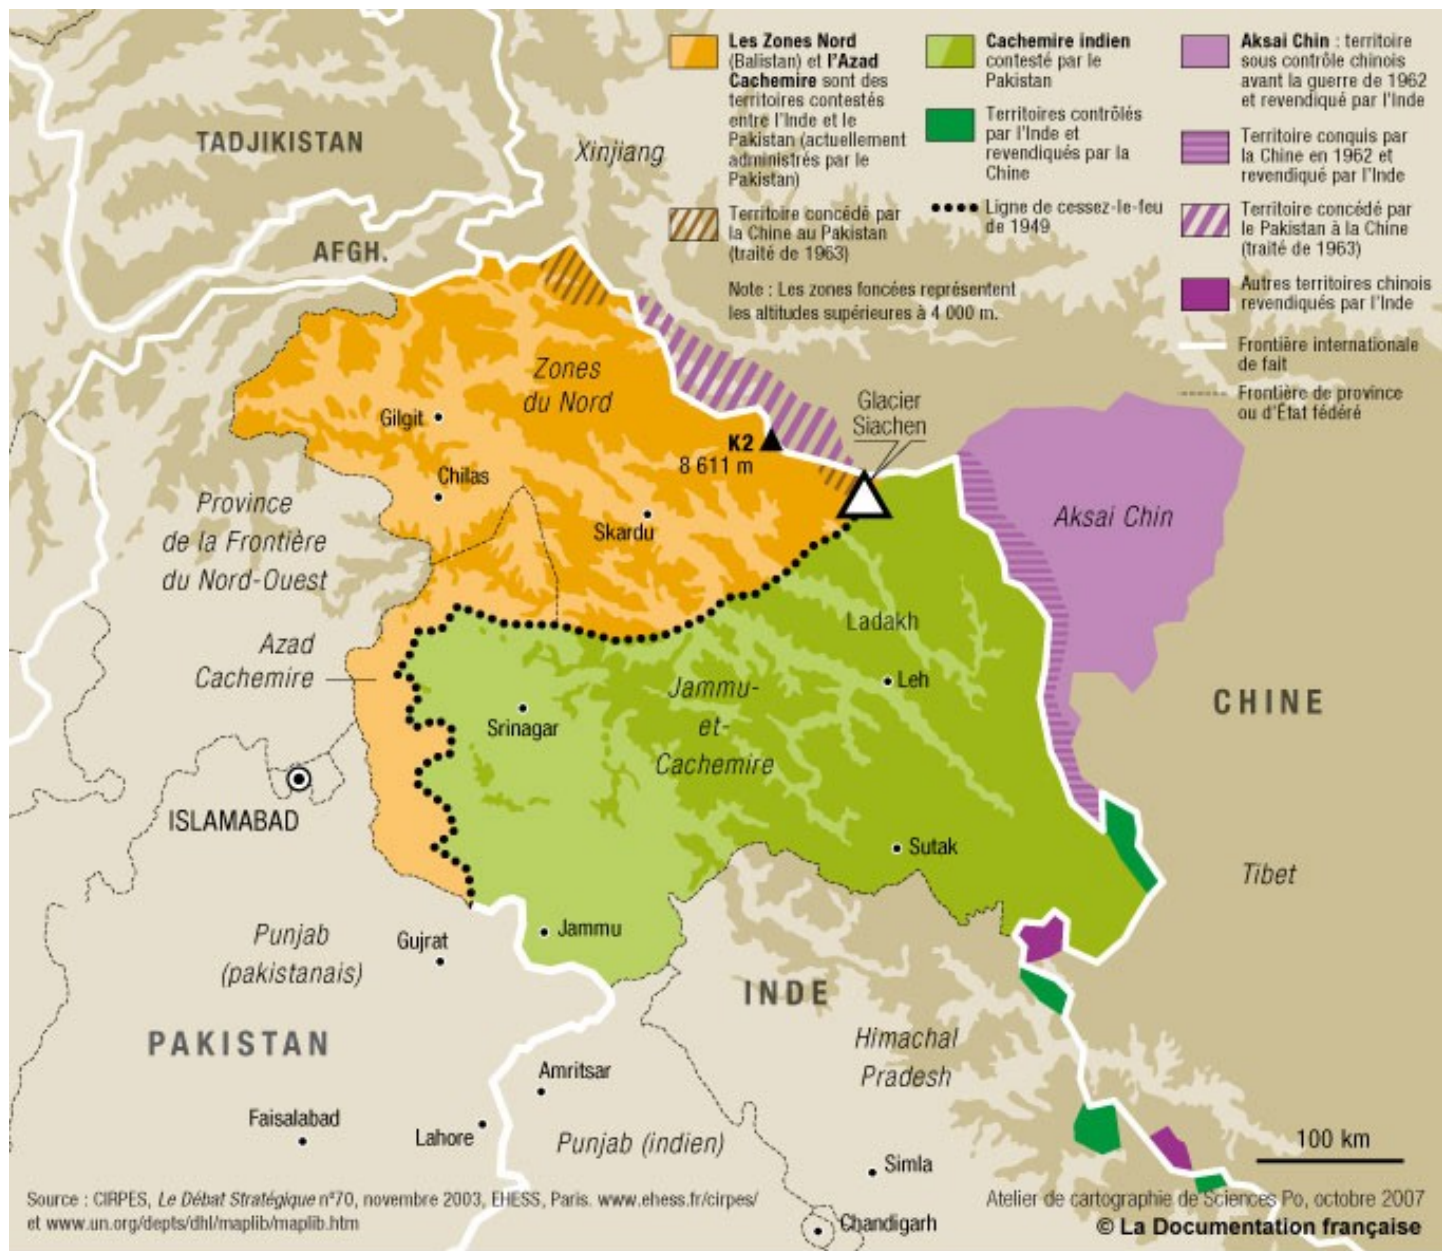 Les Zones Nord
(Balistan) et l'Azad
Cachemire sont des
territoires contestés
entre l'Inde et le
Pakistan (actuellement
administrés par le
Pakistan)
Territoire concédé par
la Chine au Pakistan
(traité de 1963)
Note : Les zones foncées représentent
les altitudes supérieures à 4 000 m.
Cachemire indien
contesté par le
Pakistan
Territoires contrôlés
par l'Inde et
revendiqués par la
Chine
Ligne de cessez-le-feu
de 1949
Aksai Chin : territoire
sous contrôle chinois
avant la guerre de 1962
et revendiqué par l'Inde
Territoire conquis par
la Chine en 1962 et
revendiqué par l'Inde
Territoire concédé par
le Pakistan à la Chine
(traité de 1963)
Autres territoires chinois
revendiqués par l'Inde
Frontière internationale
de fait
Frontière de province
ou d'État fédéré
TADJIKISTAN
Xinjiang
AFGH.
Zones
du Nord
Gilgit
Glacier
Siachen
K2
8 611 m
Chilas
Skardu
Aksai Chin
Province
de la Frontière
du Nord-Ouest
Azad
Cachemire
Ladakh
Leh
Jammu-
et-
Cachemire
Srinagar
CHINE
ISLAMABAD
Sutak
Tibet
Jammu
Gujrat
Punjab
(pakistanais)
INDE
PAKISTAN
Himachal
Pradesh
Amritsar
Faisalabad
Lahore
Punjab (indien)
Simla
100 km
Chandigarh
Source : CIRPES, Le Débat Stratégique n°70, novembre 2003, EHESS, Paris. www.ehess.fr/cirpes/
et www.un.org/depts/dhl/maplib/maplib.htm
Atelier de cartographie de Sciences Po, octobre 2007
© La Documentation française